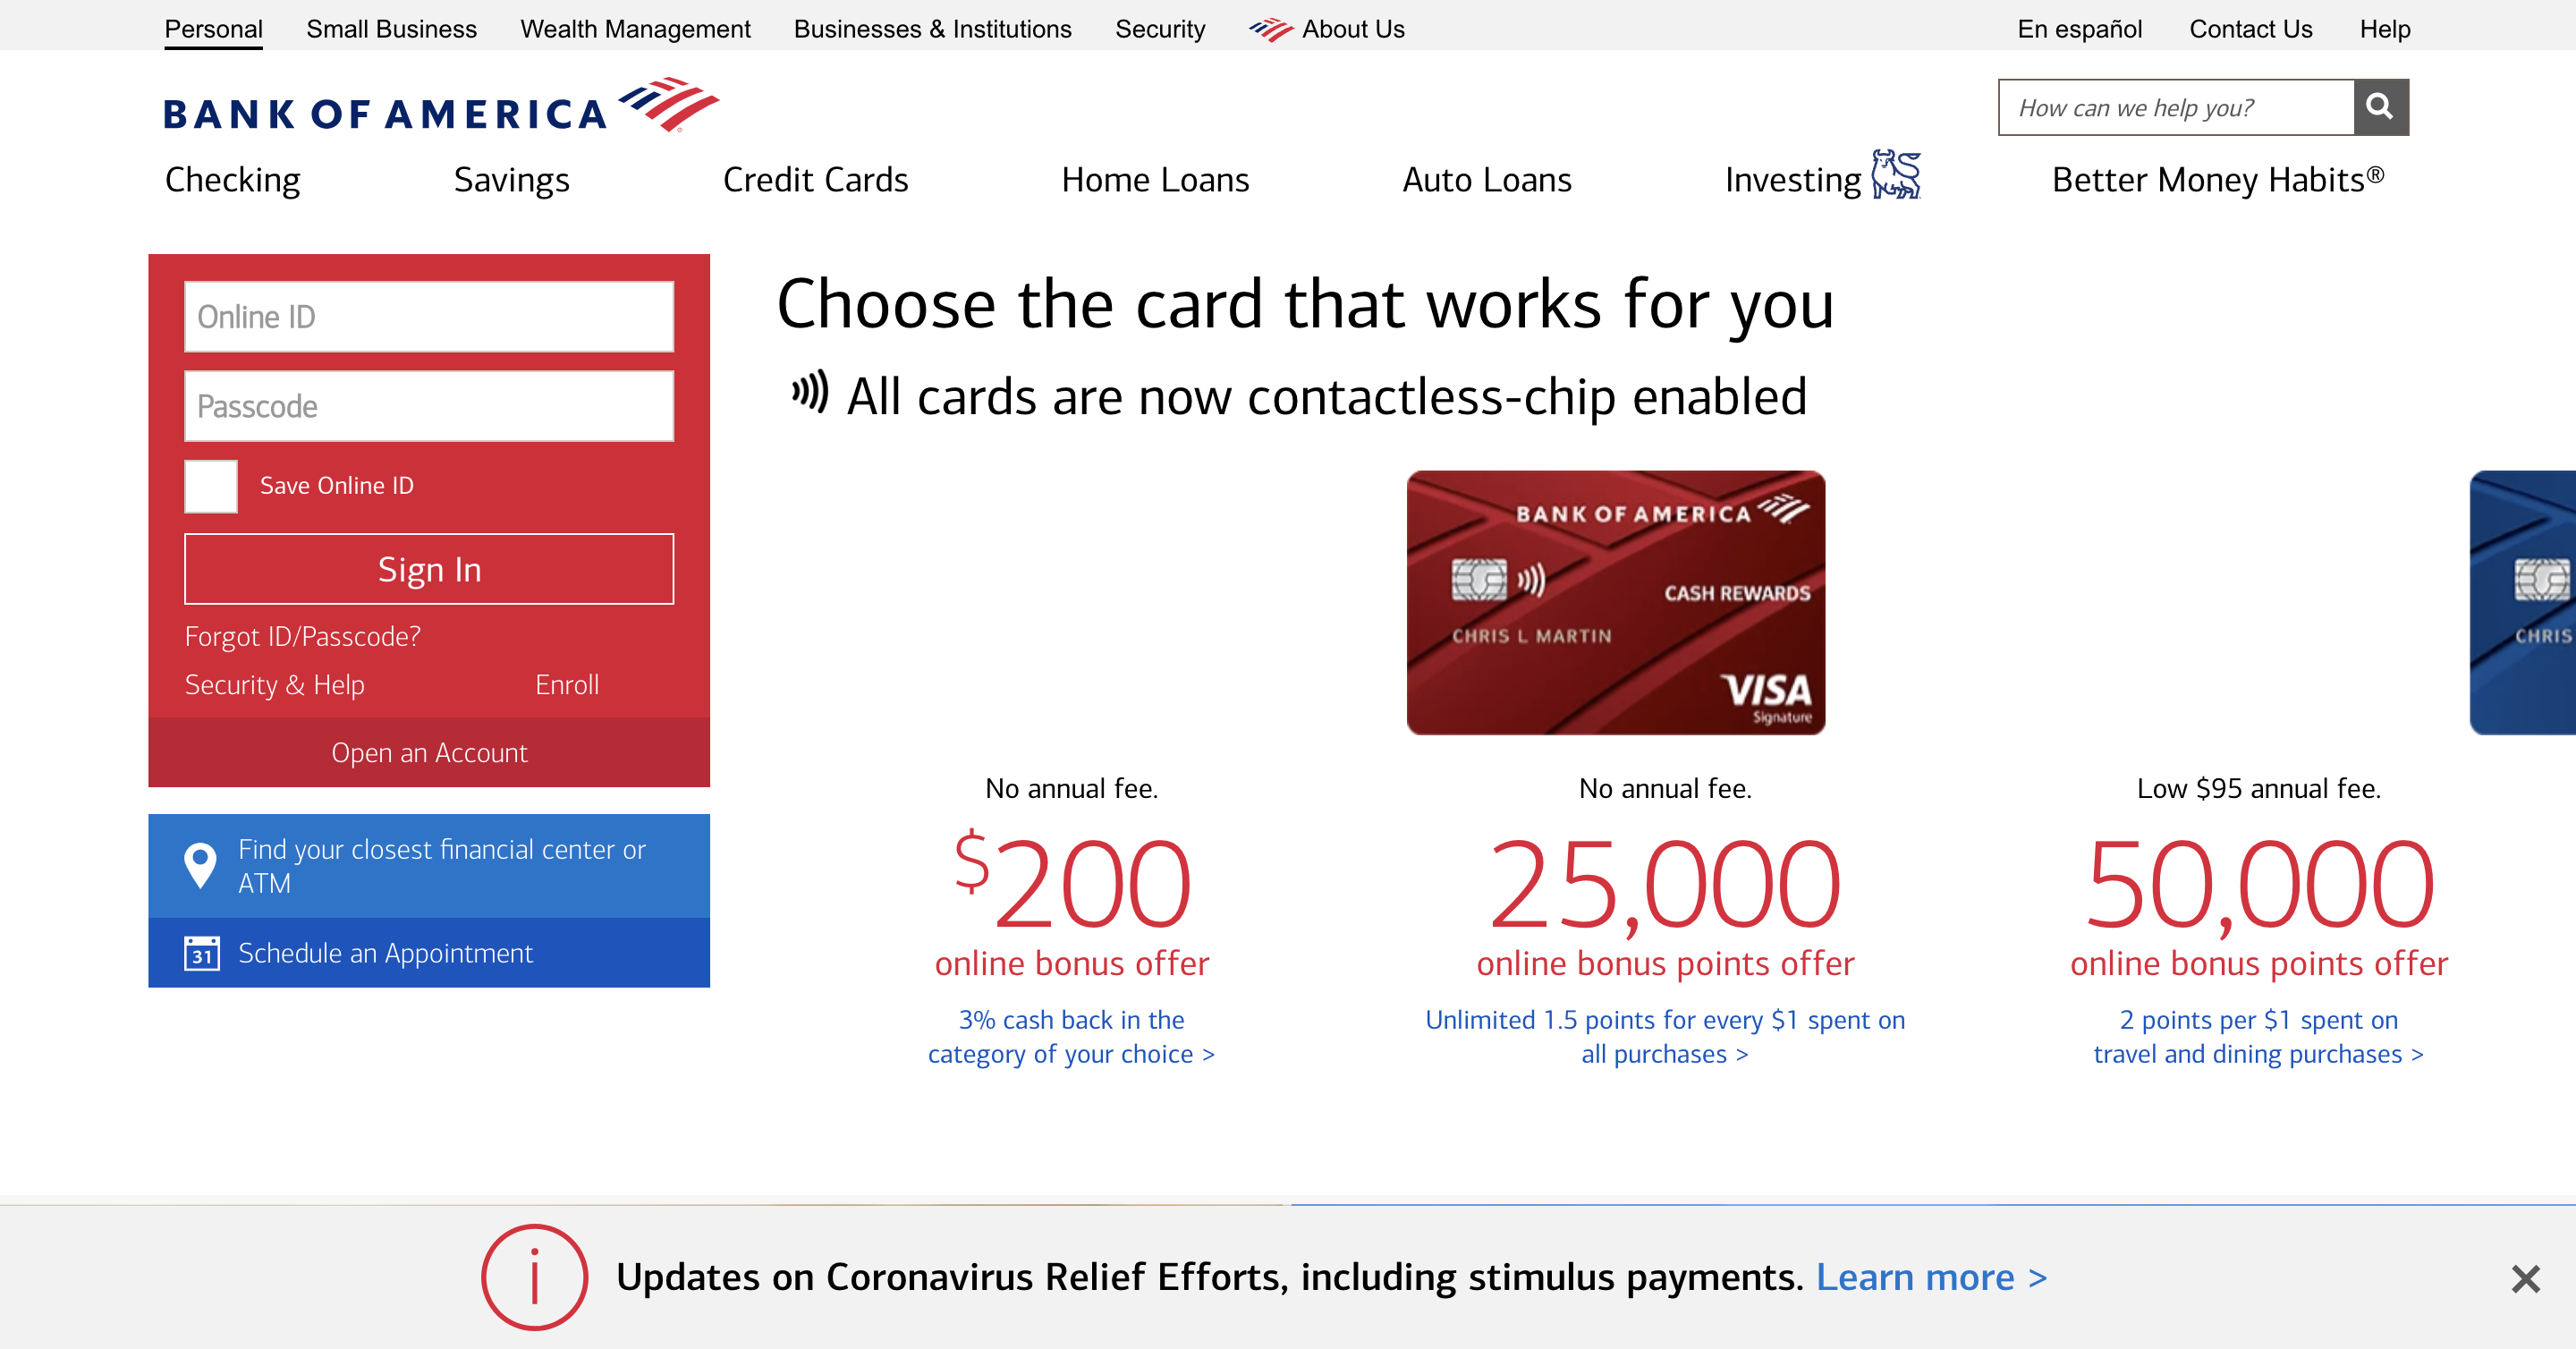 Personal Small Business Wealth Management Businesses & Institutions Security About Us En español Contact Us Help
BANK OF AMERICA
How can we help you?
Checking Savings Credit Cards Home Loans Auto Loans Investing Better Money Habits®
Online ID
Passcode
Save Online ID
Sign In
Forgot ID/Passcode?
Security & Help Enroll
Open an Account
Find your closest financial center or
ATM
31 Schedule an Appointment
Choose the card that works for you
All cards are now contactless-chip enabled
BANK OF AMERICA
CASH REWARDS
CHRIS L MARTIN
VISA
Signature
CHRIS
No annual fee.
$200
online bonus offer
3% cash back in the
category of your choice >
No annual fee.
25,000
online bonus points offer
Unlimited 1.5 points for every $1 spent on
all purchases >
Low $95 annual fee.
50,000
online bonus points offer
2 points per $1 spent on
travel and dining purchases >
Updates on Coronavirus Relief Efforts, including stimulus payments. Learn more >